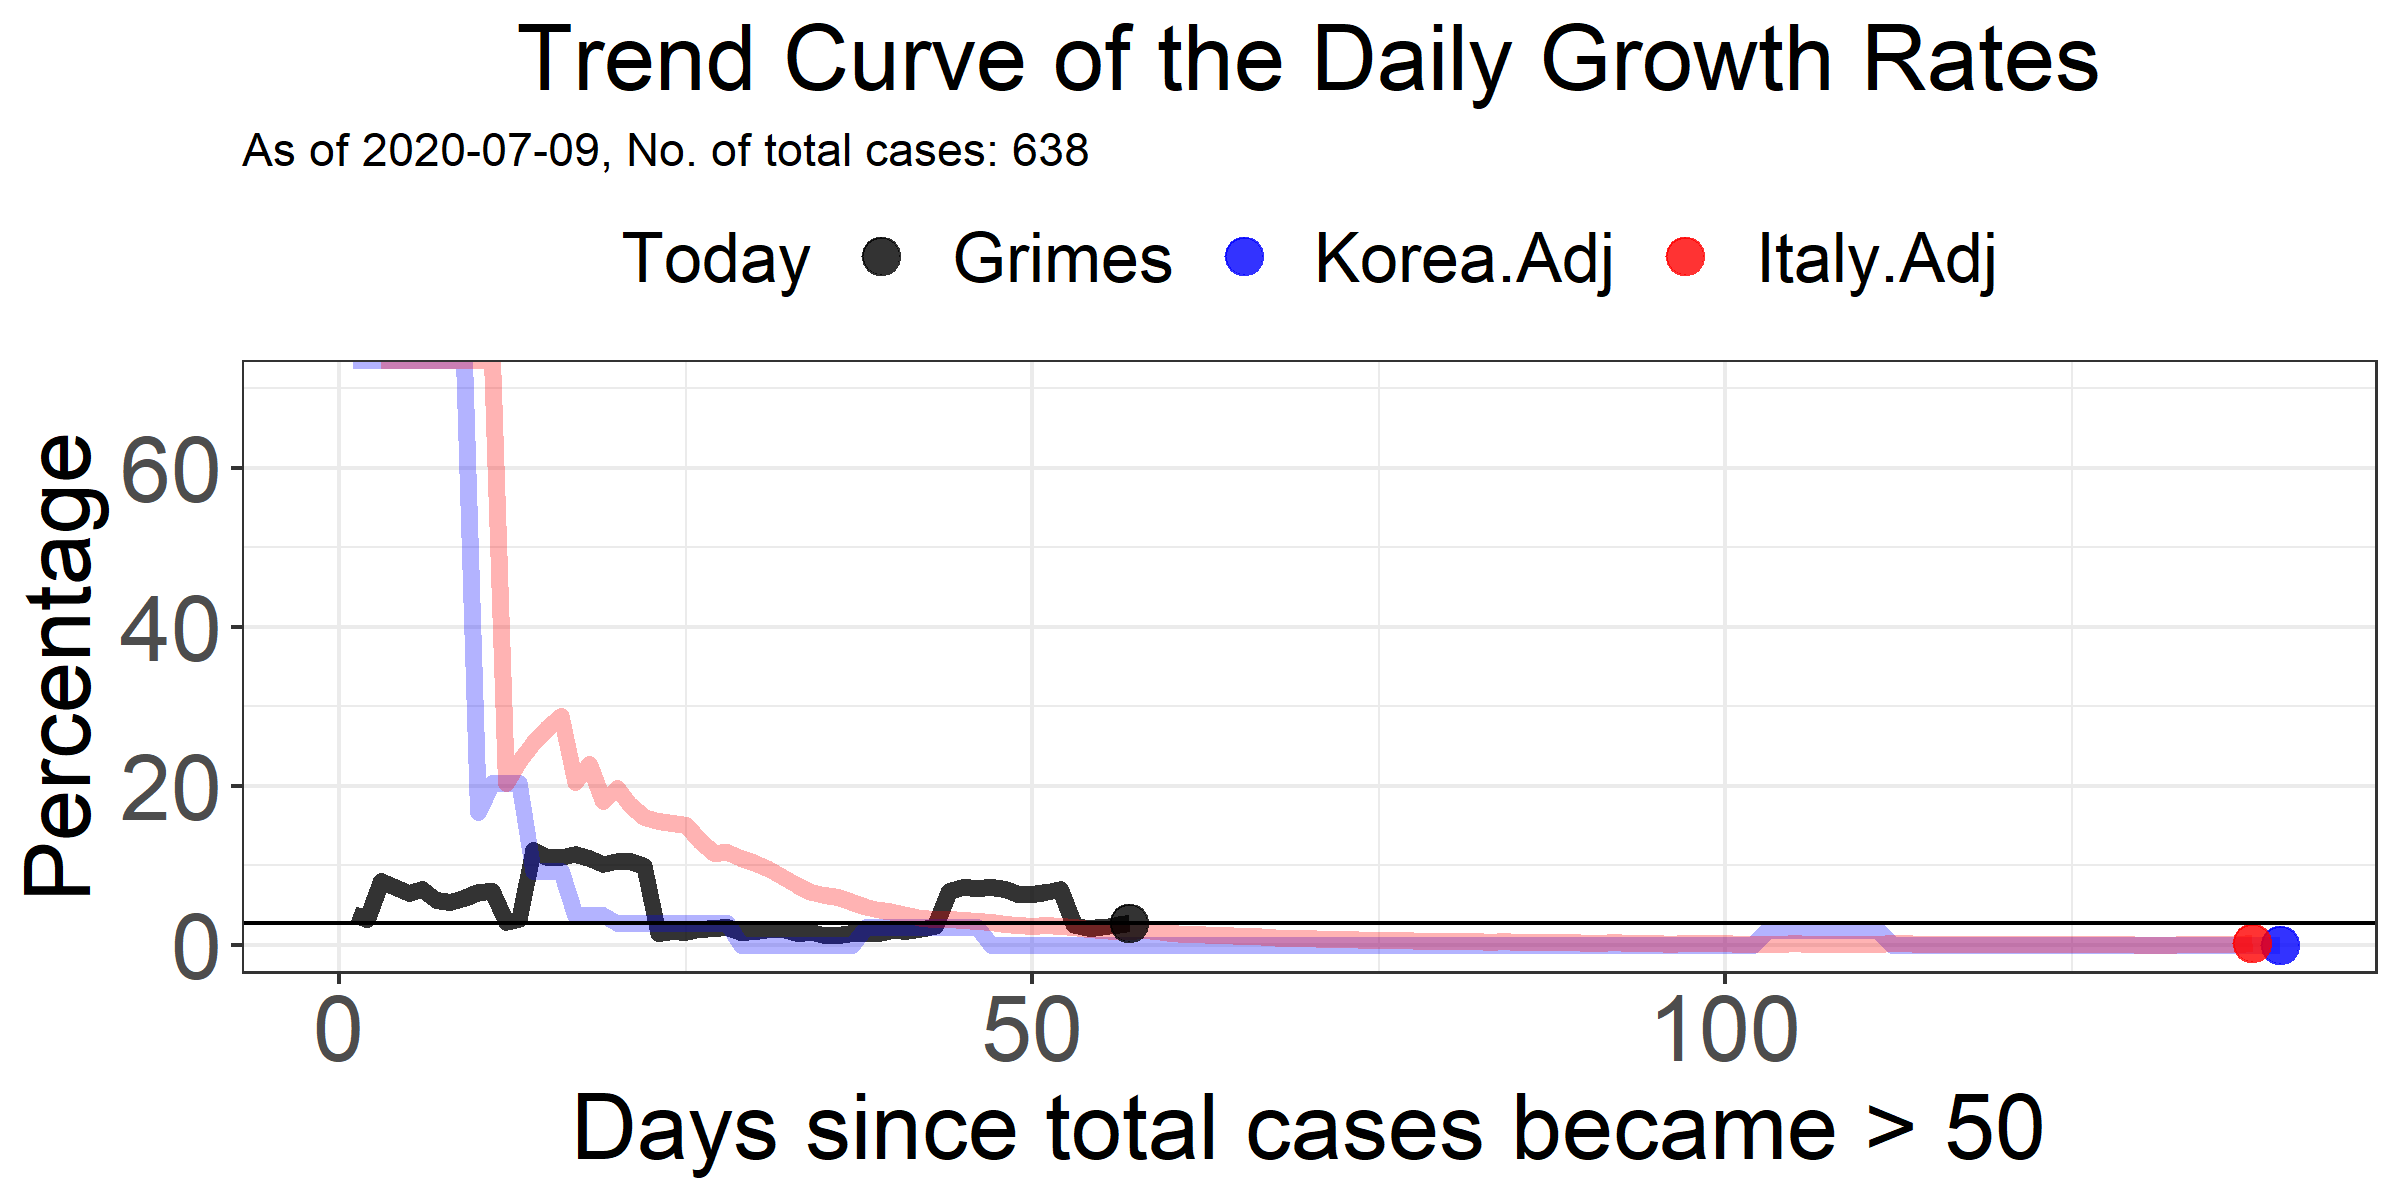 Trend Curve of the Daily Growth Rates
As of 2020-07-09, No. of total cases: 638
Today Grimes Korea.Adj Italy.Adj
Percentage
60
40
20
0
0 50 100
Days since total cases became > 50